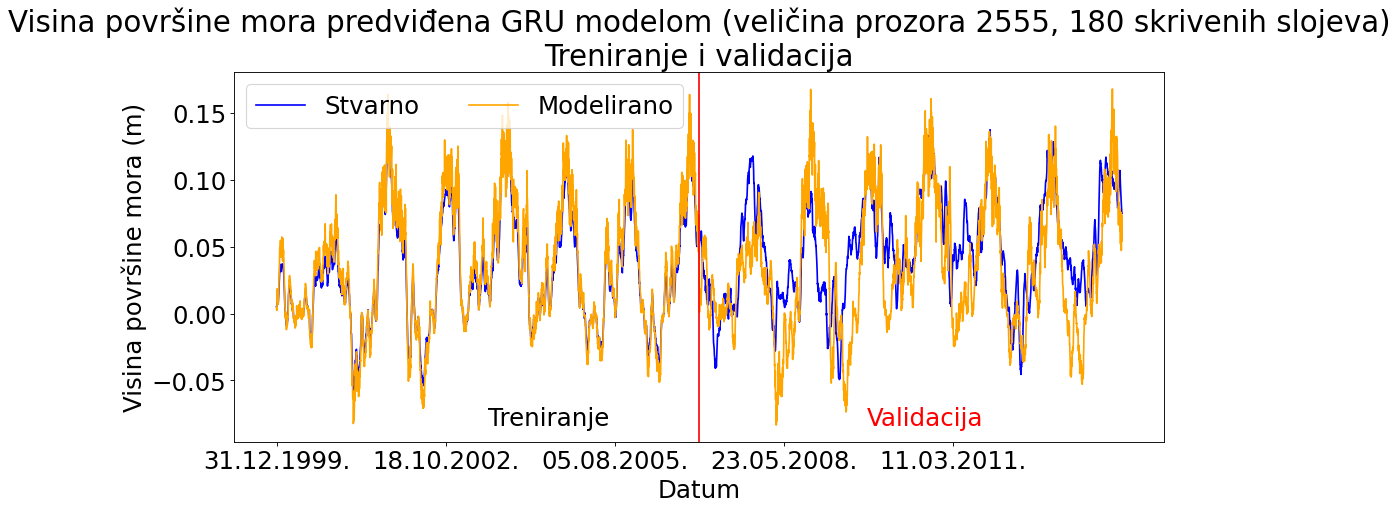 Visina površine mora predviđena GRU modelom (veličina prozora 2555, 180 skrivenih slojeva)
Treniranje i validacija
Stvarno Modelirano
Visina površine mora (m)
0.15
0.10
0.05
0.00
−0.05
Treniranje Validacija
31.12.1999. 18.10.2002. 05.08.2005. 23.05.2008. 11.03.2011.
Datum